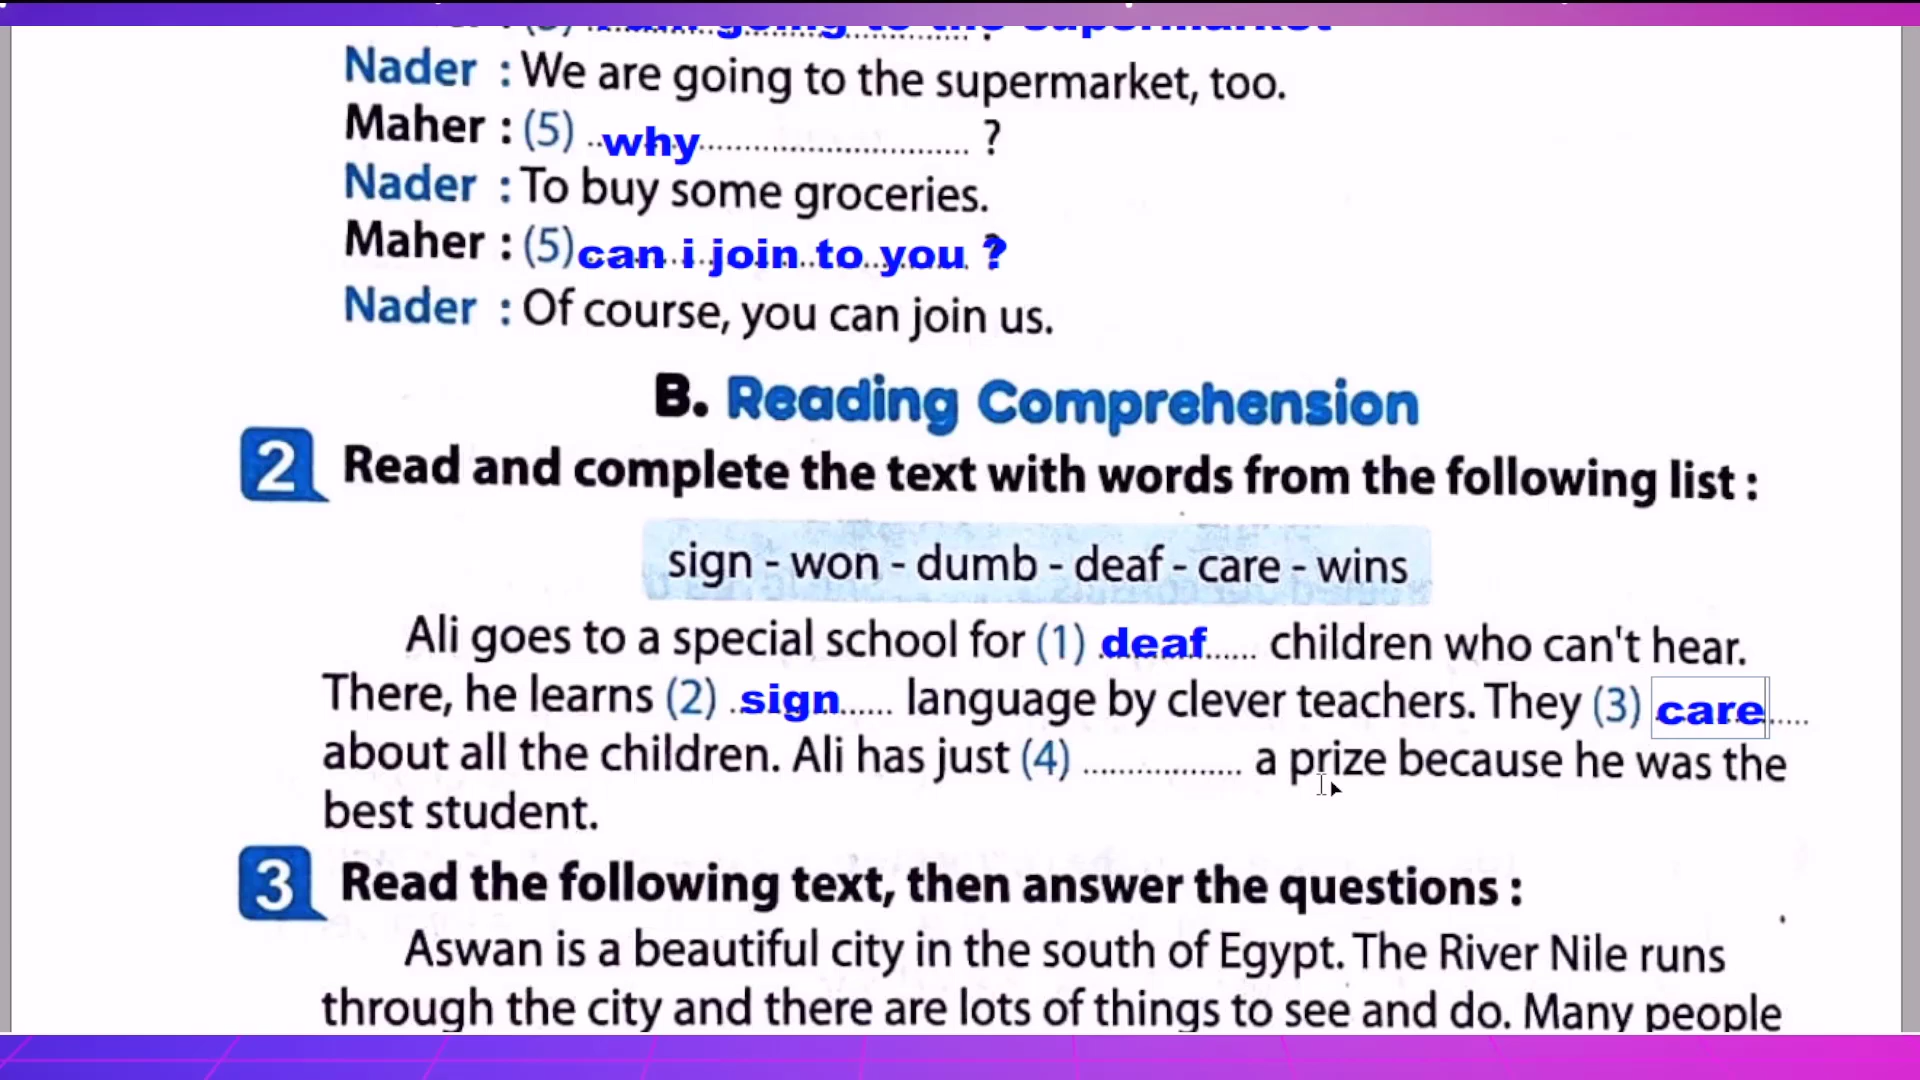 going to the supermarket
Nader : We are going to the supermarket, too.
Maher : (5) why ?
Nader : To buy some groceries.
Maher : (5) can i join to you ?
Nader : Of course, you can join us.
B. Reading Comprehension
2 Read and complete the text with words from the following list :
sign - won - dumb - deaf - care - wins
Ali goes to a special school for (1) deaf...... children who can't hear.
There, he learns (2) .sign...... language by clever teachers. They (3) care....
about all the children. Ali has just (4) .................. a prize because he was the
best student.
3 Read the following text, then answer the questions :
Aswan is a beautiful city in the south of Egypt. The River Nile runs
through the city and there are lots of things to see and do. Many people